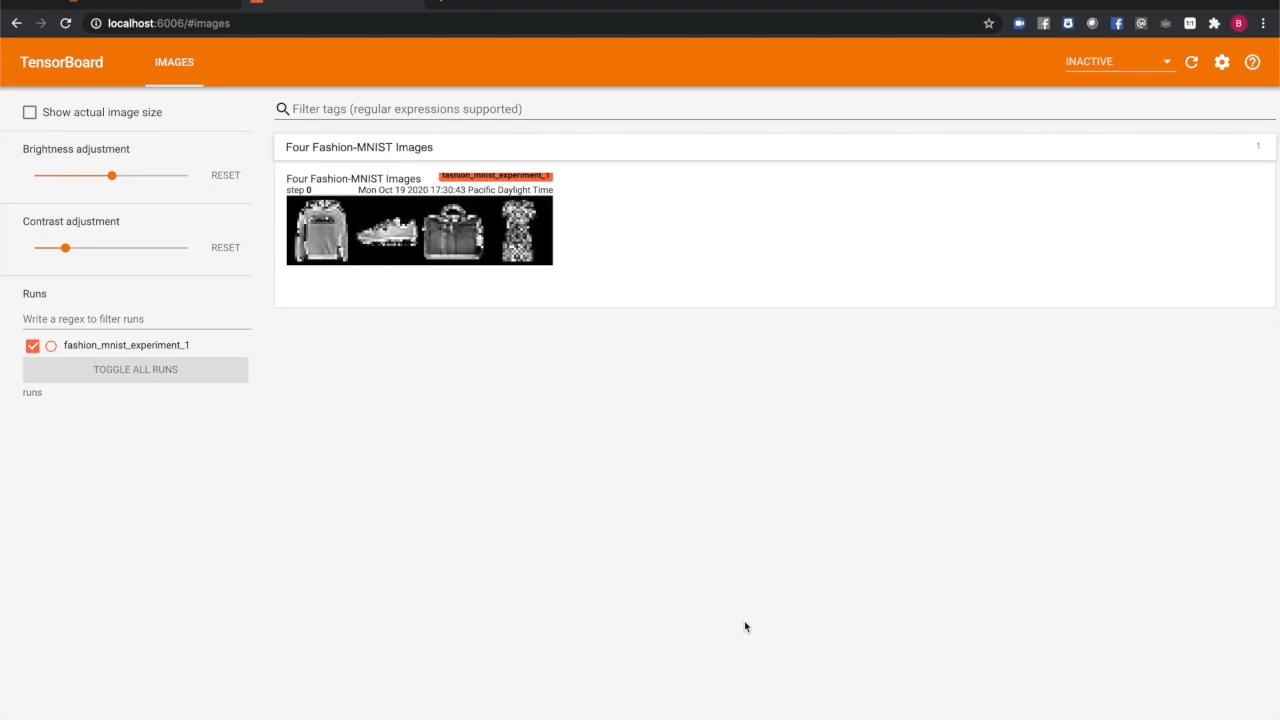 localhost:6006/#images
B
TensorBoard
IMAGES
INACTIVE
Show actual image size
Filter tags (regular expressions supported)
Brightness adjustment
RESET
Contrast adjustment
RESET
Runs
Write a regex to filter runs
fashion_mnist_experiment_1
TOGGLE ALL RUNS
runs
Four Fashion-MNIST Images
1
Four Fashion-MNIST Images
fashion_mnist_experiment_1
step 0
Mon Oct 19 2020 17:30:43 Pacific Daylight Time